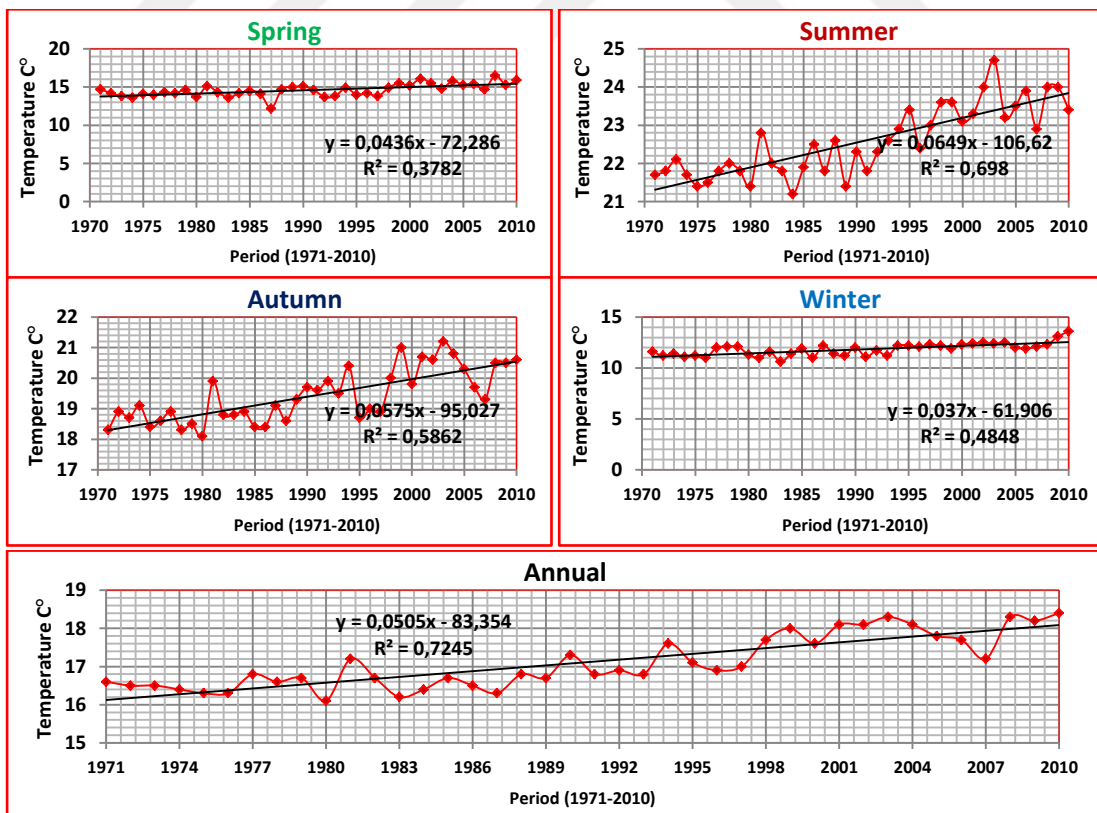 Spring
Temperature C°
20
15
10
5
0
y = 0,0436x - 72,286
R² = 0,3782
1970 1975 1980 1985 1990 1995 2000 2005 2010
Period (1971-2010)
Summer
Temperature C°
25
24
23
22
21
y = 0,0649x - 106,62
R² = 0,698
1970 1975 1980 1985 1990 1995 2000 2005 2010
Period (1971-2010)
Autumn
Temperature C°
22
21
20
19
18
17
y = 0,0575x - 95,027
R² = 0,5862
1970 1975 1980 1985 1990 1995 2000 2005 2010
Period (1971-2010)
Winter
Temperature C°
15
10
5
0
y = 0,037x - 61,906
R² = 0,4848
1970 1975 1980 1985 1990 1995 2000 2005 2010
Period (1971-2010)
Annual
Temperature C°
19
18
17
16
15
y = 0,0505x - 83,354
R² = 0,7245
1971 1974 1977 1980 1983 1986 1989 1992 1995 1998 2001 2004 2007 2010
Period (1971-2010)